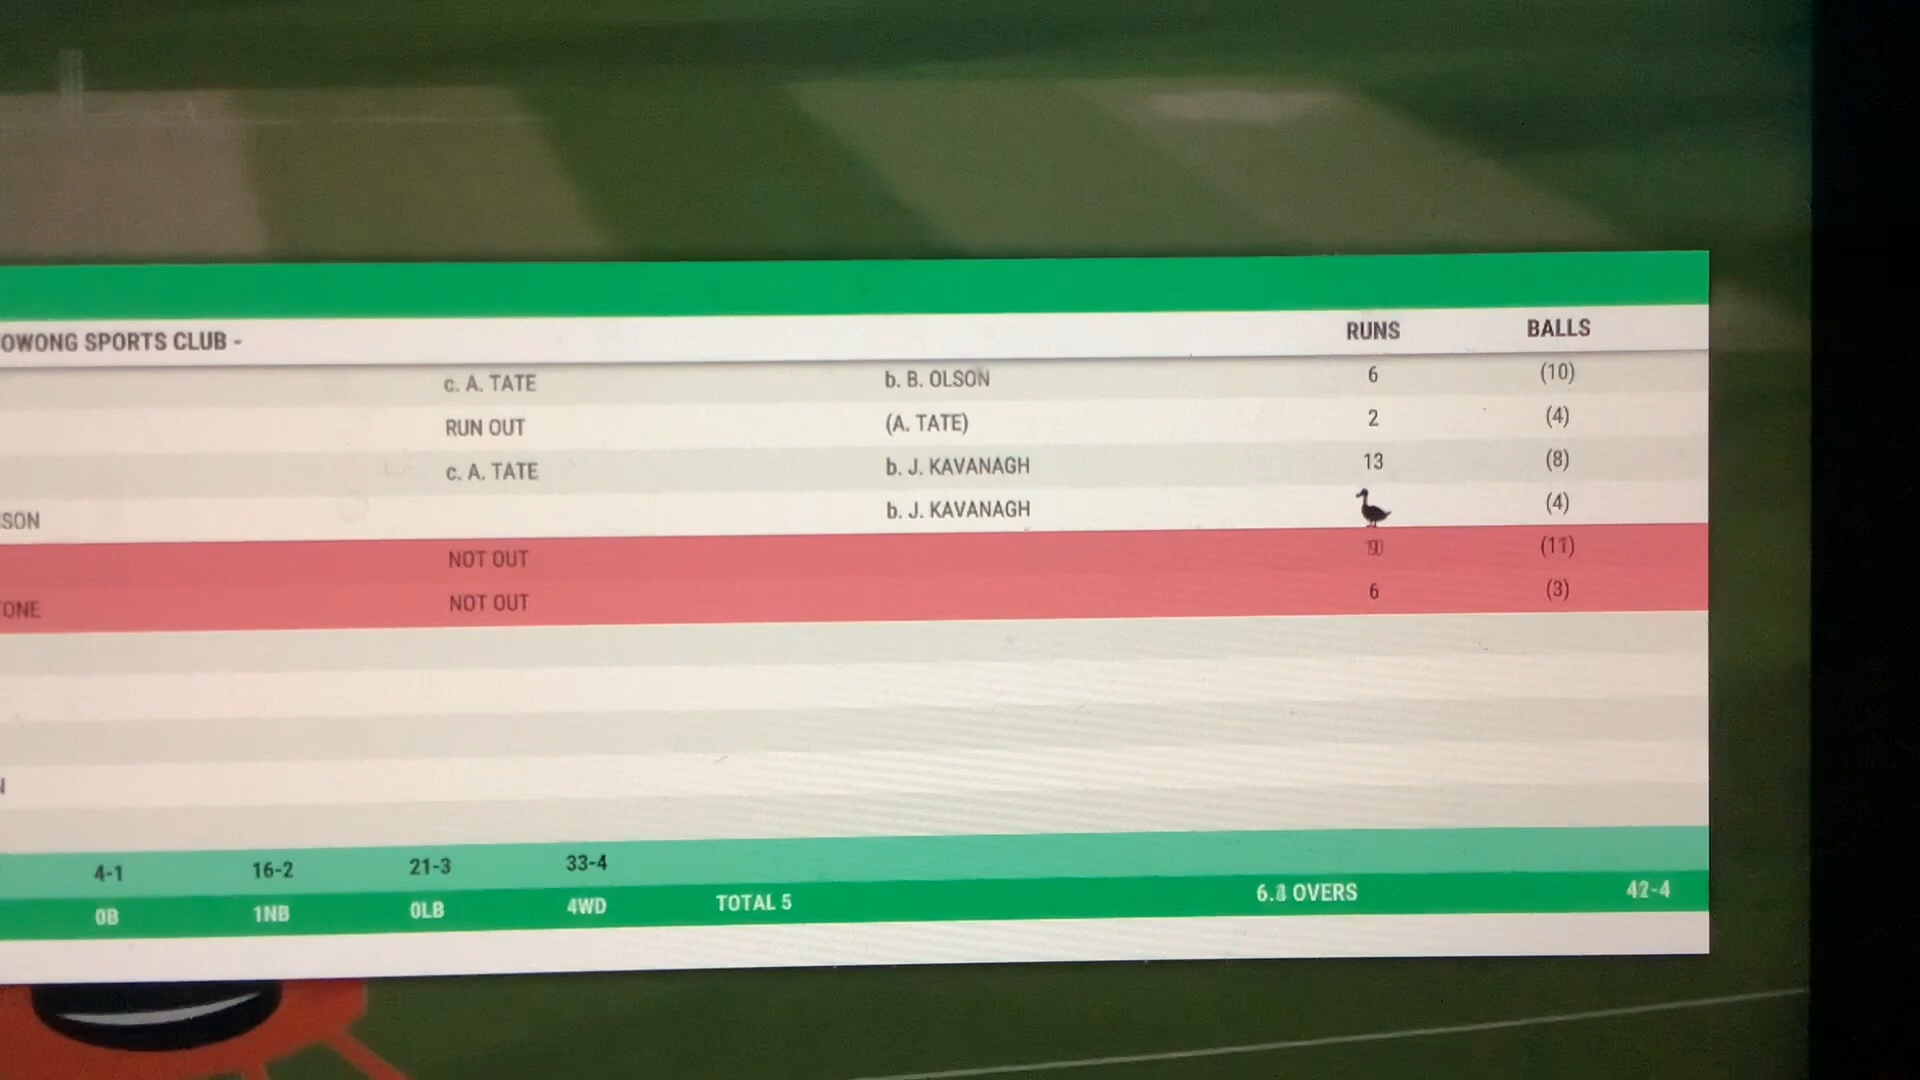 OWONG SPORTS CLUB - RUNS BALLS
c. A. TATE b. B. OLSON 6 (10)
RUN OUT (A. TATE) 2 (4)
c. A. TATE b. J. KAVANAGH 13 (8)
SON b. J. KAVANAGH (4)
NOT OUT (11)
TONE NOT OUT 6 (3)
N
4-1 16-2 21-3 33-4
0B 1NB 0LB 4WD TOTAL 5 OVERS 42-4